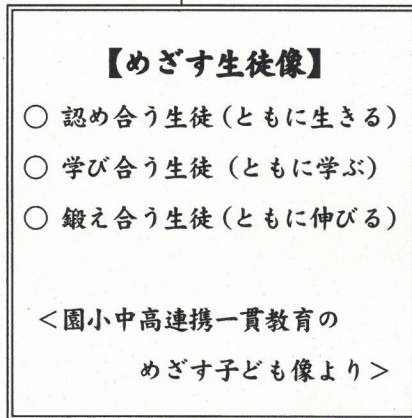 【めざす生徒像】
○ 認め合う生徒（ともに生きる）
○ 学び合う生徒（ともに学ぶ）
○ 鍛え合う生徒（ともに伸びる）
＜園小中高連携一貫教育の
めざす子ども像より＞